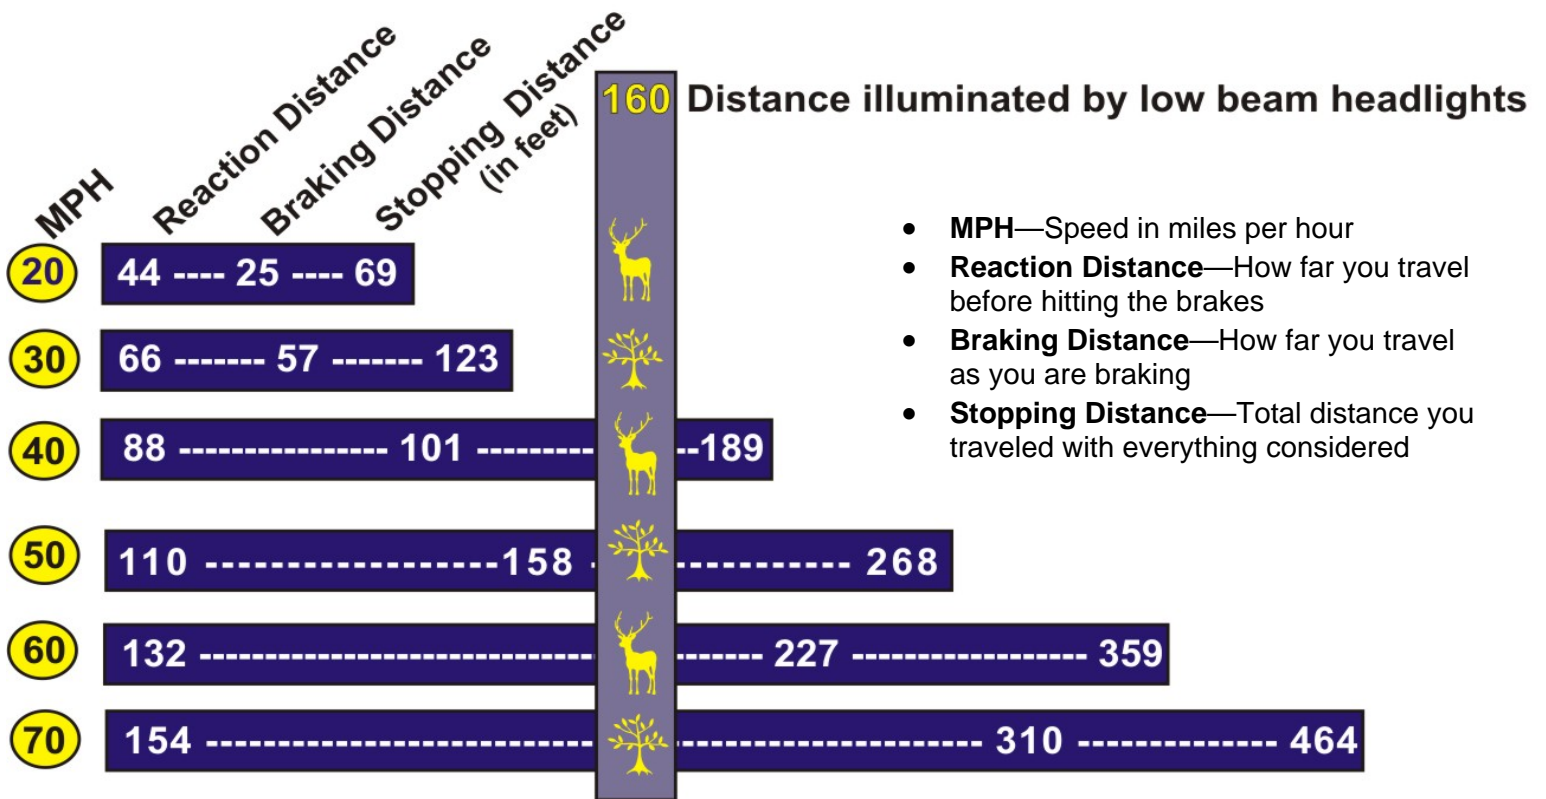 MPH
Reaction Distance
Braking Distance
Stopping Distance
(in feet)
160 Distance illuminated by low beam headlights
20 44 ---- 25 ---- 69
30 66 ------- 57 ------- 123
40 88 ---------------- 101 --------- --189
50 110 ------------------158 - ----------- 268
60 132 ------------------------------ ------- 227 ------------------ 359
70 154 ------------------------------ ------------------------ 310 -------------- 464
• MPH—Speed in miles per hour
• Reaction Distance—How far you travel
before hitting the brakes
• Braking Distance—How far you travel
as you are braking
• Stopping Distance—Total distance you
traveled with everything considered